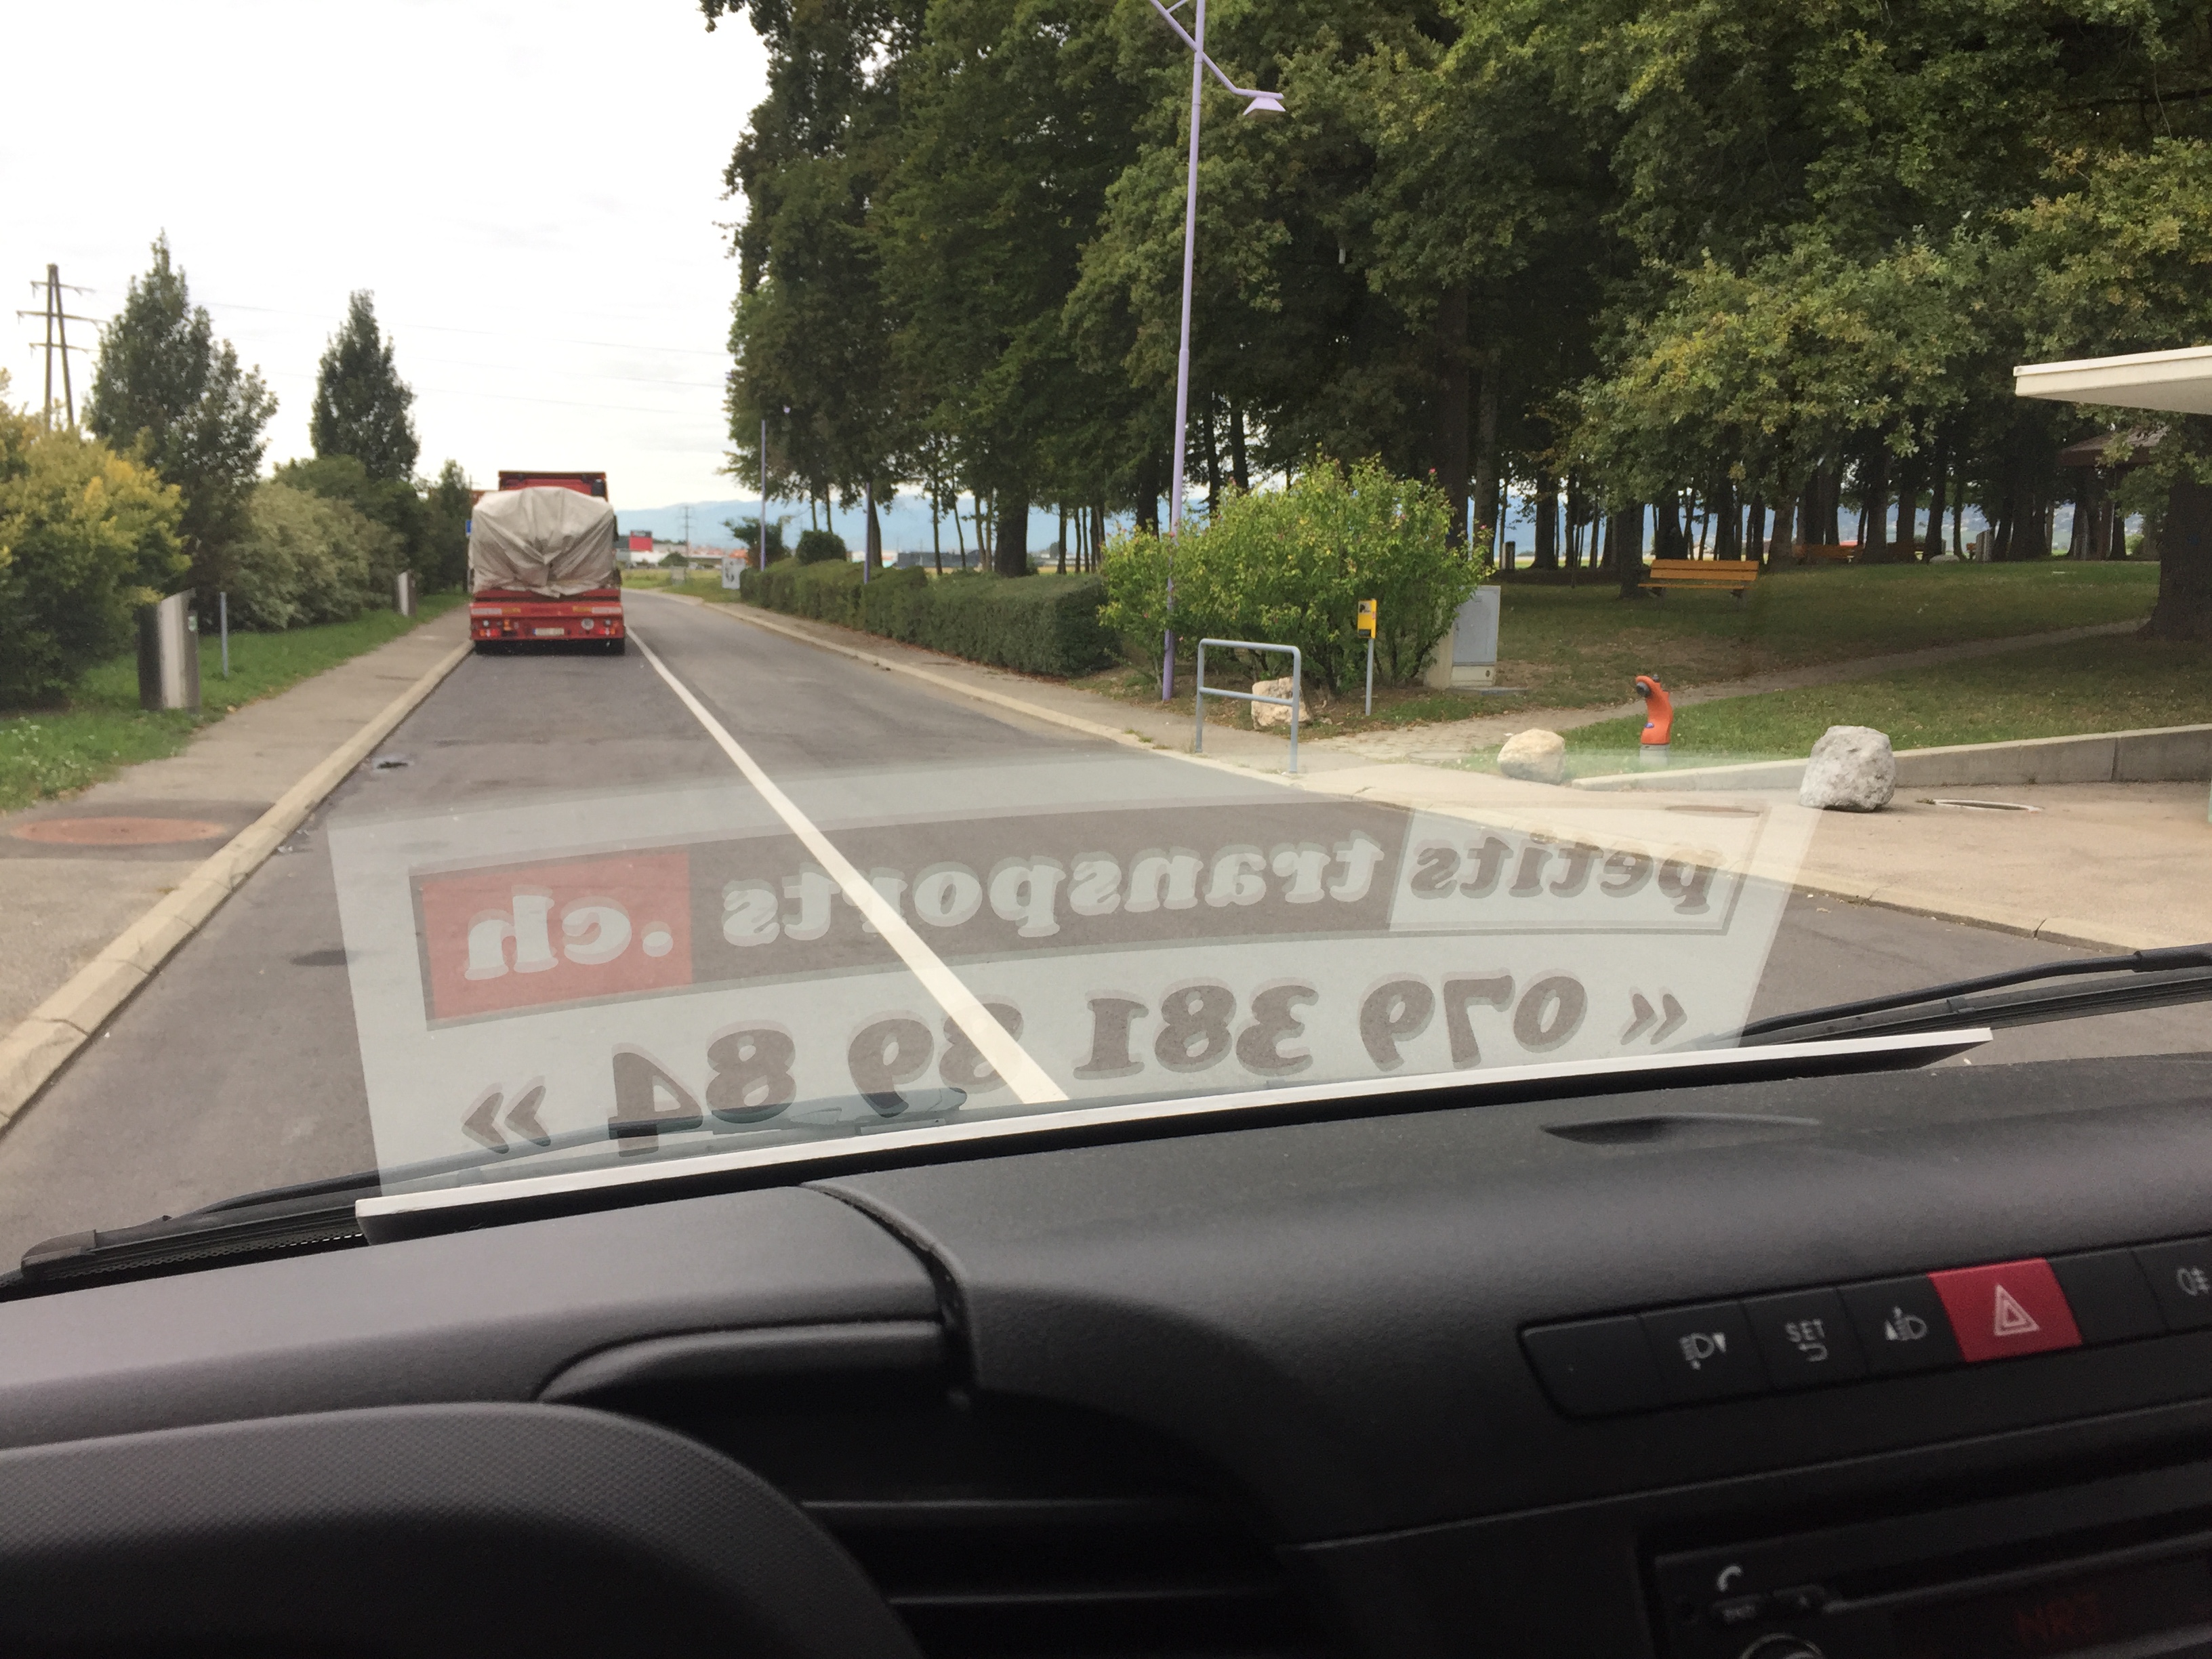 petits transports .ch
« 079 381 89 84 »
SET